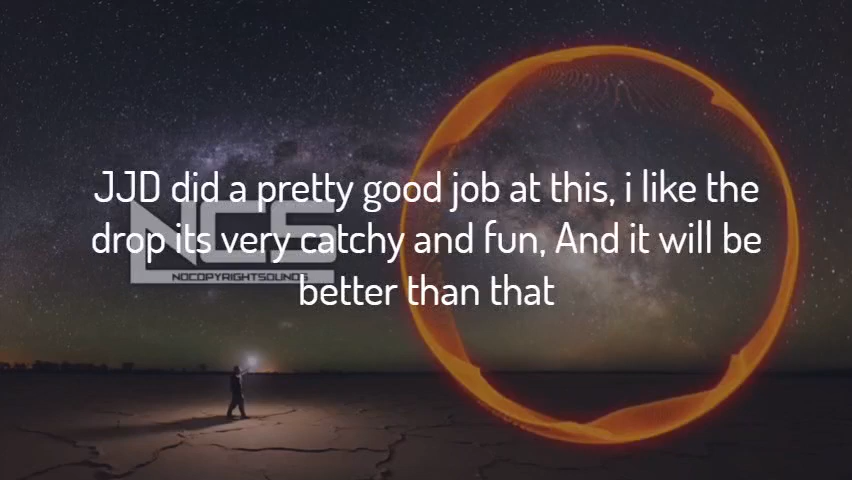 JJD did a pretty good job at this, i like the
drop its very catchy and fun, And it will be
better than that
NCS
NOCOPYRIGHTSOUNDS